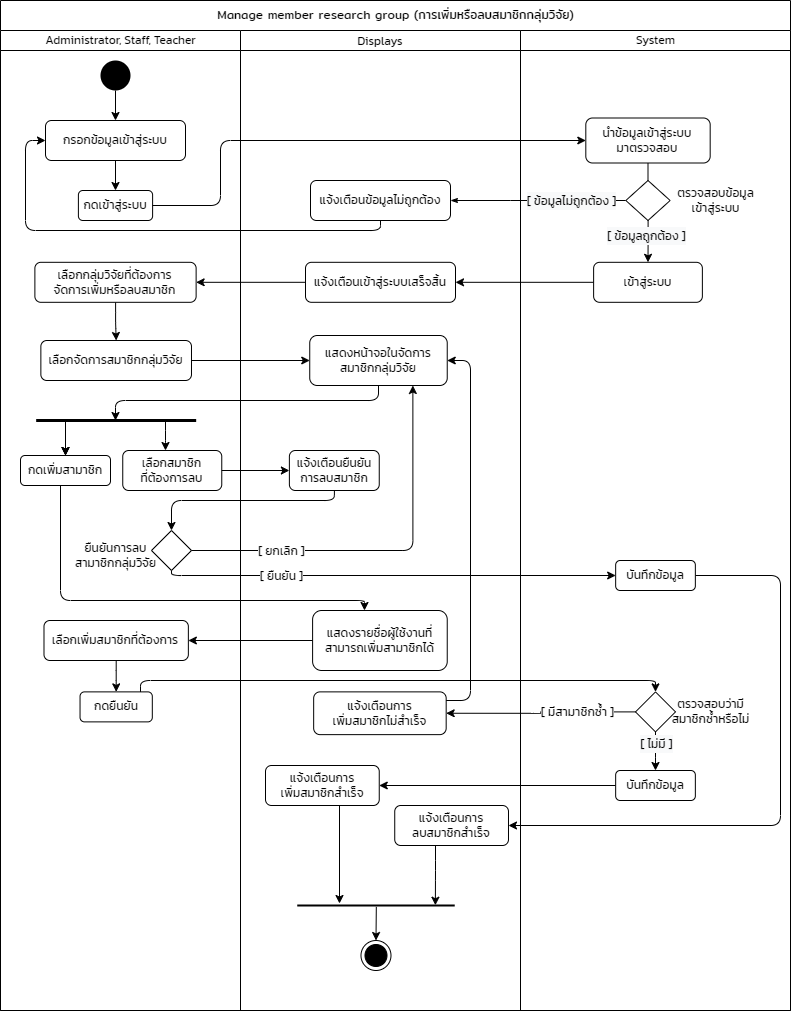 Manage member research group (การเพิ่มหรือลบสมาชิกกลุ่มวิจัย)
Administrator, Staff, Teacher
Displays
System
กรอกข้อมูลเข้าสู่ระบบ
นำข้อมูลเข้าสู่ระบบ
มาตรวจสอบ
กดเข้าสู่ระบบ
แจ้งเตือนข้อมูลไม่ถูกต้อง
[ ข้อมูลไม่ถูกต้อง ]
ตรวจสอบข้อมูล
เข้าสู่ระบบ
[ ข้อมูลถูกต้อง ]
เลือกกลุ่มวิจัยที่ต้องการ
จัดการเพิ่มหรือลบสมาชิก
แจ้งเตือนเข้าสู่ระบบเสร็จสิ้น
เข้าสู่ระบบ
เลือกจัดการสมาชิกกลุ่มวิจัย
แสดงหน้าจอในจัดการ
สมาชิกกลุ่มวิจัย
กดเพิ่มสามาชิก
เลือกสมาชิก
ที่ต้องการลบ
แจ้งเตือนยืนยัน
การลบสมาชิก
ยืนยันการลบ
สามาชิกกลุ่มวิจัย
[ ยกเลิก ]
[ ยืนยัน ]
บันทึกข้อมูล
เลือกเพิ่มสมาชิกที่ต้องการ
แสดงรายชื่อผู้ใช้งานที่
สามารถเพิ่มสามาชิกได้
กดยืนยัน
แจ้งเตือนการ
เพิ่มสมาชิกไม่สำเร็จ
[ มีสามาชิกซ้ำ ]
ตรวจสอบว่ามี
สมาชิกซ้ำหรือไม่
[ ไม่มี ]
แจ้งเตือนการ
เพิ่มสมาชิกสำเร็จ
บันทึกข้อมูล
แจ้งเตือนการ
ลบสมาชิกสำเร็จ